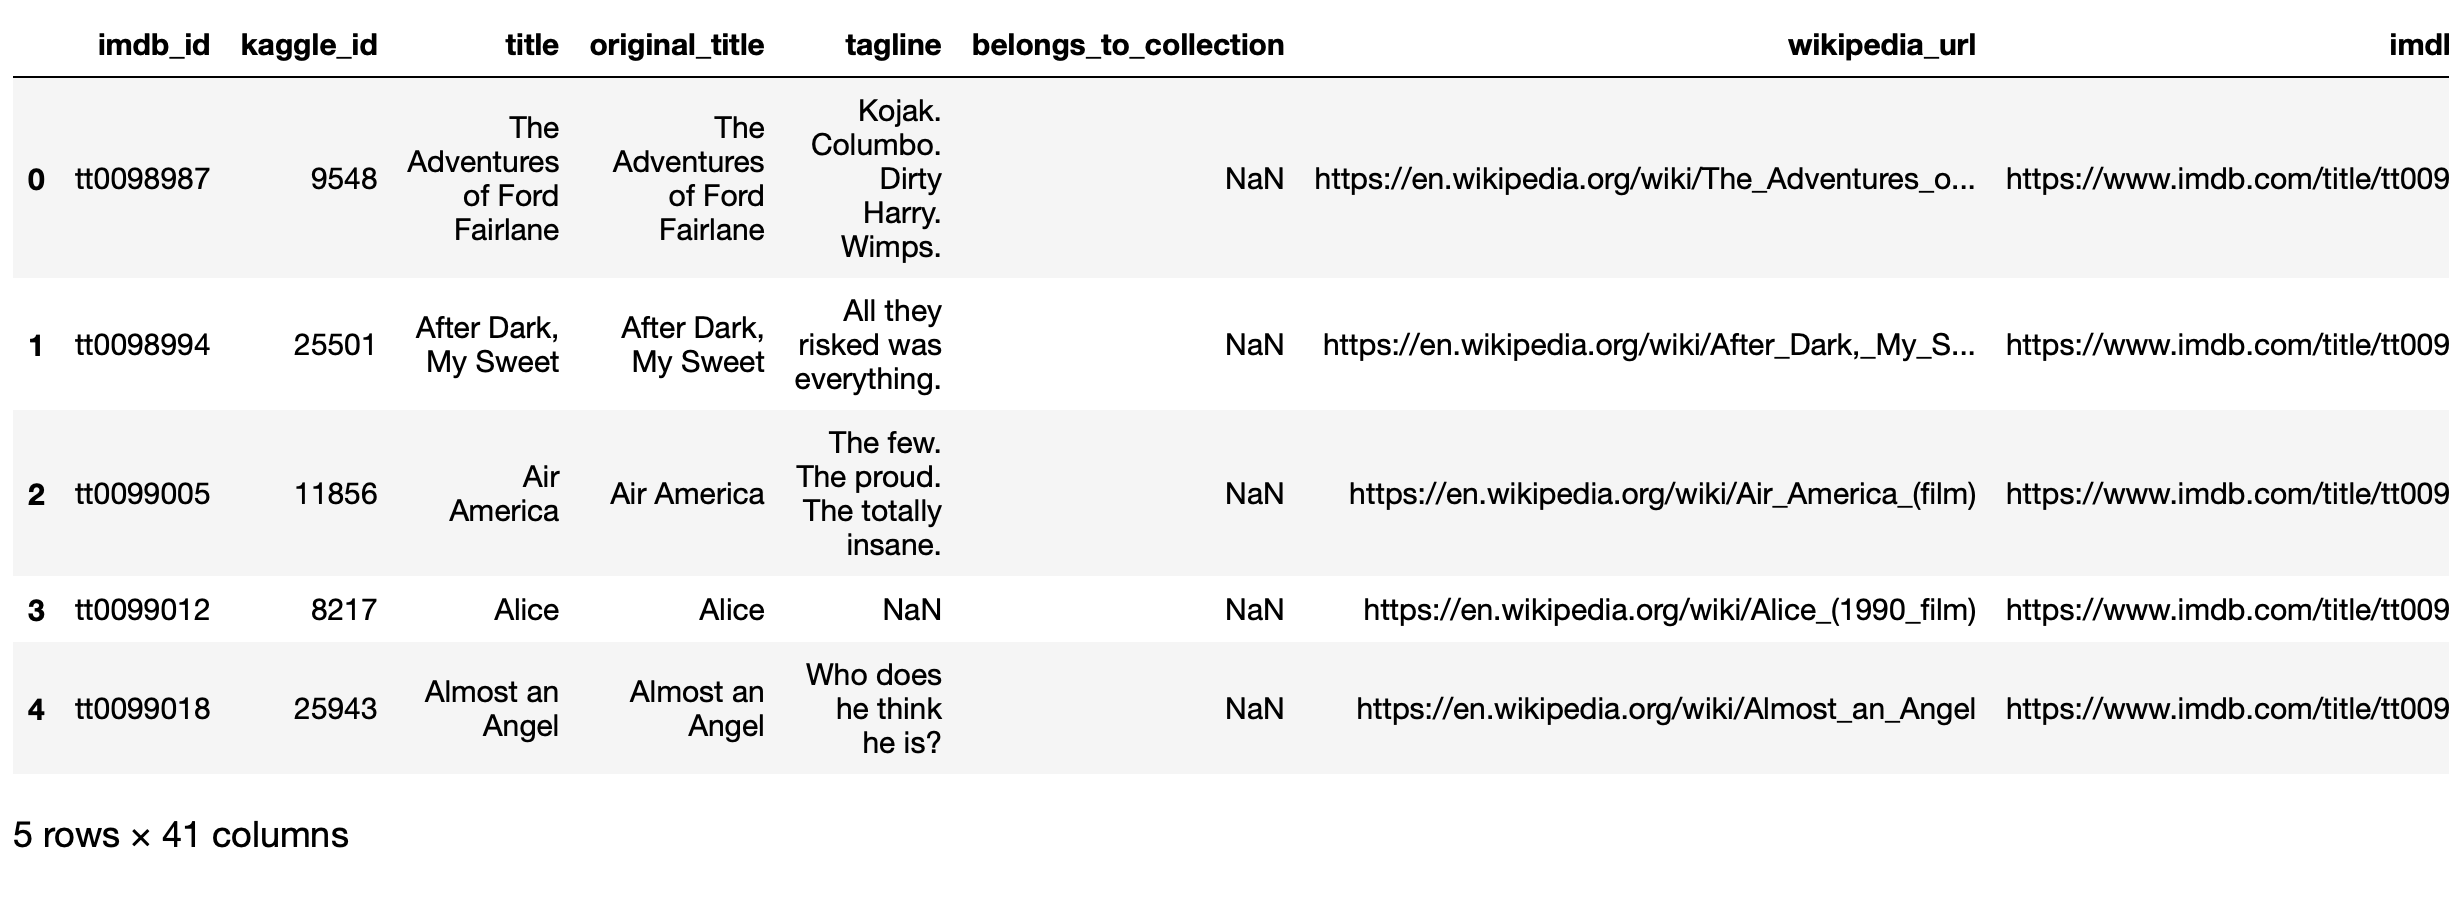 imdb_id kaggle_id title original_title tagline belongs_to_collection wikipedia_url imdl
0 tt0098987 9548 The Adventures of Ford Fairlane The Adventures of Ford Fairlane Kojak. Columbo. Dirty Harry. Wimps. NaN https://en.wikipedia.org/wiki/The_Adventures_o... https://www.imdb.com/title/tt009
1 tt0098994 25501 After Dark, My Sweet After Dark, My Sweet All they risked was everything. NaN https://en.wikipedia.org/wiki/After_Dark,_My_S... https://www.imdb.com/title/tt009
2 tt0099005 11856 Air America Air America The few. The proud. The totally insane. NaN https://en.wikipedia.org/wiki/Air_America_(film) https://www.imdb.com/title/tt009
3 tt0099012 8217 Alice Alice NaN NaN https://en.wikipedia.org/wiki/Alice_(1990_film) https://www.imdb.com/title/tt009
4 tt0099018 25943 Almost an Angel Almost an Angel Who does he think he is? NaN https://en.wikipedia.org/wiki/Almost_an_Angel https://www.imdb.com/title/tt009
5 rows × 41 columns